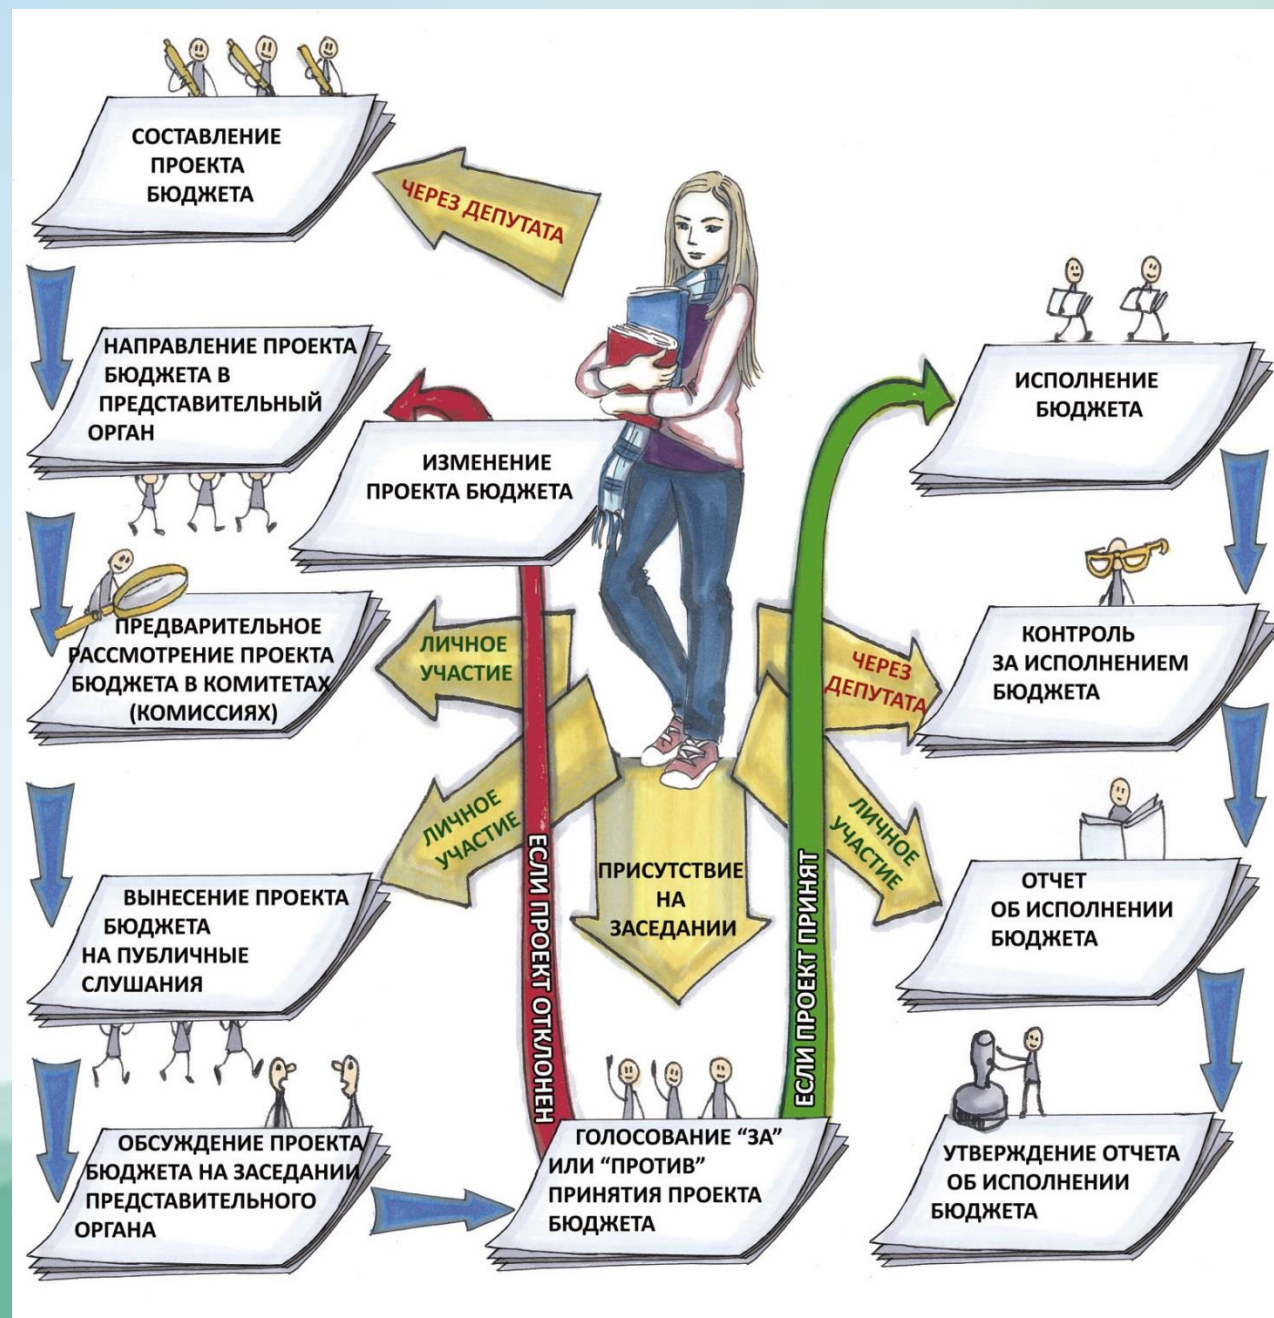 СОСТАВЛЕНИЕ
ПРОЕКТА
БЮДЖЕТА
ЧЕРЕЗ ДЕПУТАТА
НАПРАВЛЕНИЕ ПРОЕКТА
БЮДЖЕТА В
ПРЕДСТАВИТЕЛЬНЫЙ
ОРГАН
ИЗМЕНЕНИЕ
ПРОЕКТА БЮДЖЕТА
ПРЕДВАРИТЕЛЬНОЕ
РАССМОТРЕНИЕ ПРОЕКТА
БЮДЖЕТА В КОМИТЕТАХ
(КОМИССИЯХ)
ЛИЧНОЕ
УЧАСТИЕ
ВЫНЕСЕНИЕ ПРОЕКТА
БЮДЖЕТА
НА ПУБЛИЧНЫЕ
СЛУШАНИЯ
ЛИЧНОЕ
УЧАСТИЕ
ОБСУЖДЕНИЕ ПРОЕКТА
БЮДЖЕТА НА ЗАСЕДАНИИ
ПРЕДСТАВИТЕЛЬНОГО
ОРГАНА
ПРИСУТСТВИЕ
НА
ЗАСЕДАНИИ
ГОЛОСОВАНИЕ “ЗА”
ИЛИ “ПРОТИВ”
ПРИНЯТИЯ ПРОЕКТА
БЮДЖЕТА
ЕСЛИ ПРОЕКТ ОТКЛОНЕН
ЕСЛИ ПРОЕКТ ПРИНЯТ
ИСПОЛНЕНИЕ
БЮДЖЕТА
ЧЕРЕЗ
ДЕПУТАТА
КОНТРОЛЬ
ЗА ИСПОЛНЕНИЕМ
БЮДЖЕТА
ЛИЧНОЕ
УЧАСТИЕ
ОТЧЕТ
ОБ ИСПОЛНЕНИИ
БЮДЖЕТА
УТВЕРЖДЕНИЕ ОТЧЕТА
ОБ ИСПОЛНЕНИИ
БЮДЖЕТА